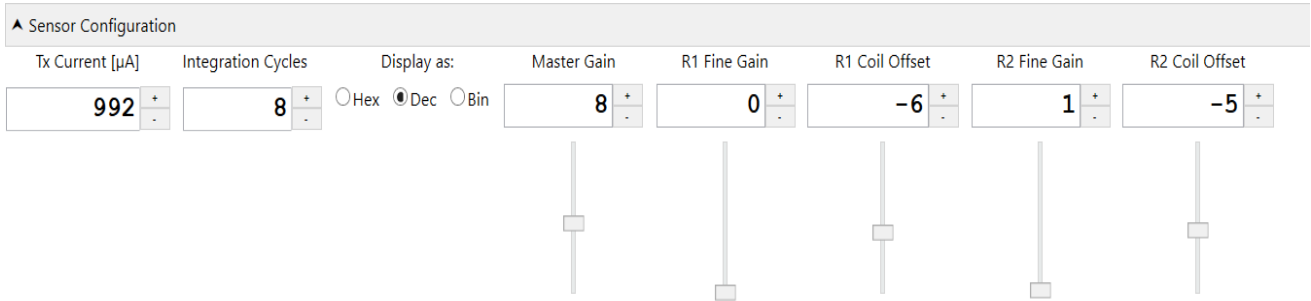 Sensor Configuration
Tx Current [µA] Integration Cycles Display as: Master Gain R1 Fine Gain R1 Coil Offset R2 Fine Gain R2 Coil Offset
992 + - 8 + - Hex Dec Bin 8 + - 0 + - -6 + - 1 + - -5 + -